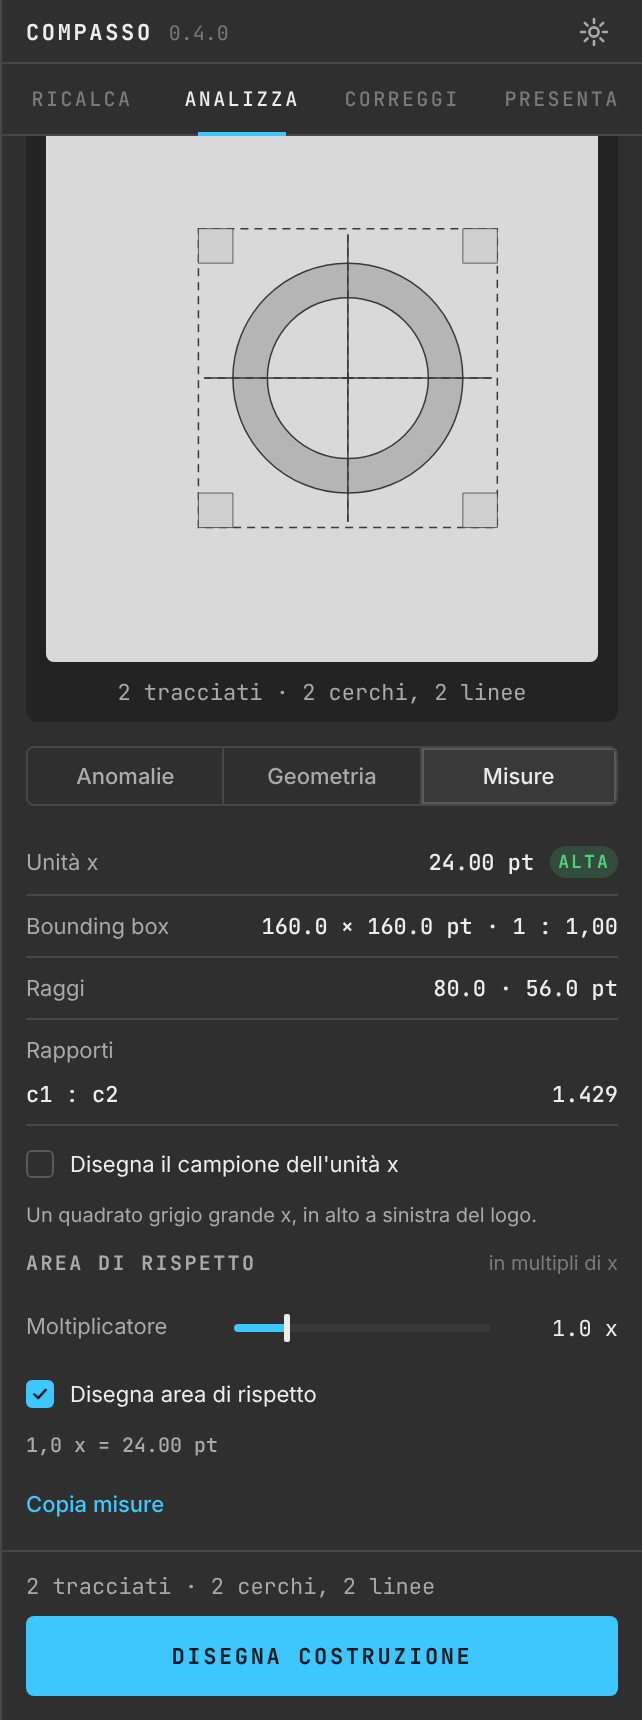 COMPASSO 0.4.0
RICALCA ANALIZZA CORREGGI PRESENTA
2 tracciati · 2 cerchi, 2 linee
Anomalie Geometria Misure
Unità x 24.00 pt ALTA
Bounding box 160.0 × 160.0 pt · 1 : 1,00
Raggi 80.0 · 56.0 pt
Rapporti
c1 : c2 1.429
Disegna il campione dell'unità x
Un quadrato grigio grande x, in alto a sinistra del logo.
AREA DI RISPETTO in multipli di x
Moltiplicatore 1.0 x
Disegna area di rispetto
1,0 x = 24.00 pt
Copia misure
2 tracciati · 2 cerchi, 2 linee
DISEGNA COSTRUZIONE